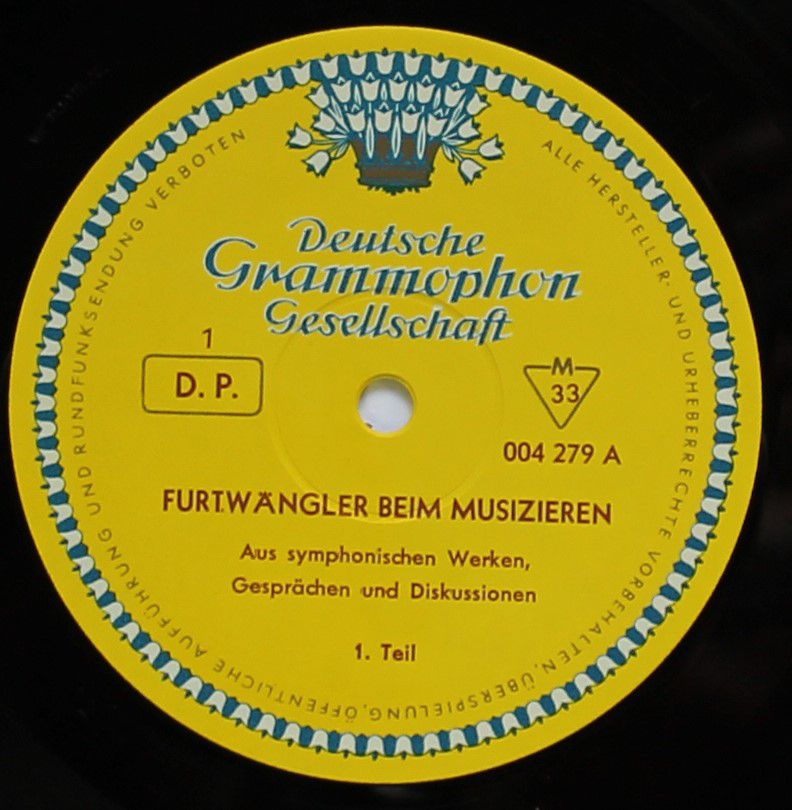 Deutsche
Grammophon
Gesellschaft
1
D. P.
M
33
004 279 A
FURTWÄNGLER BEIM MUSIZIEREN
Aus symphonischen Werken,
Gesprächen und Diskussionen
1. Teil
ALLE HERSTELLER- UND URHEBERRECHTE VORBEHALTEN, ÜBERSPIELUNG, ÖFFENTLICHE AUFFÜHRUNG UND RUNDFUNKSENDUNG VERBOTEN